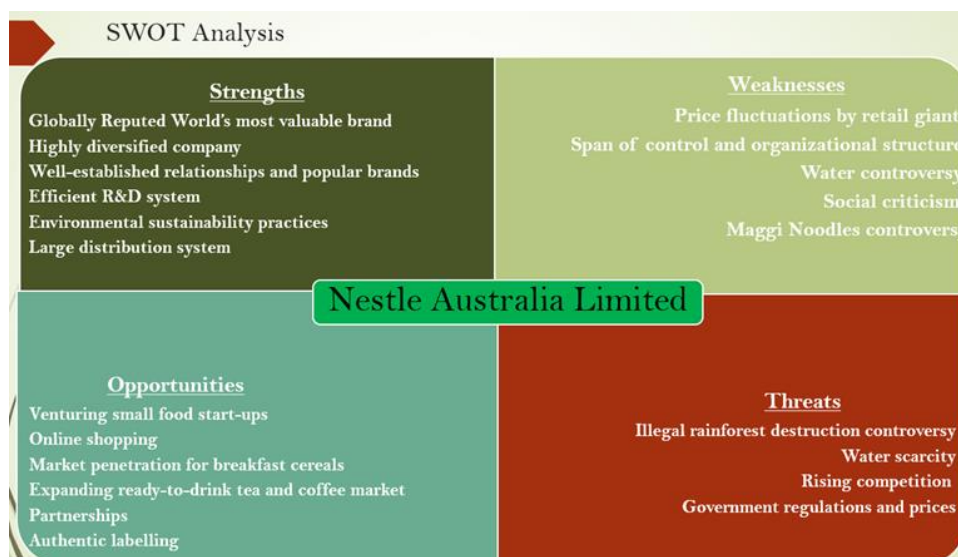 SWOT Analysis
Strengths
Globally Reputed World's most valuable brand
Highly diversified company
Well-established relationships and popular brands
Efficient R&D system
Environmental sustainability practices
Large distribution system
Weaknesses
Price fluctuations by retail giant
Span of control and organizational structure
Water controversy
Social criticism
Maggi Noodles controvers
Nestle Australia Limited
Opportunities
Venturing small food start-ups
Online shopping
Market penetration for breakfast cereals
Expanding ready-to-drink tea and coffee market
Partnerships
Authentic labelling
Threats
Illegal rainforest destruction controversy
Water scarcity
Rising competition
Government regulations and prices